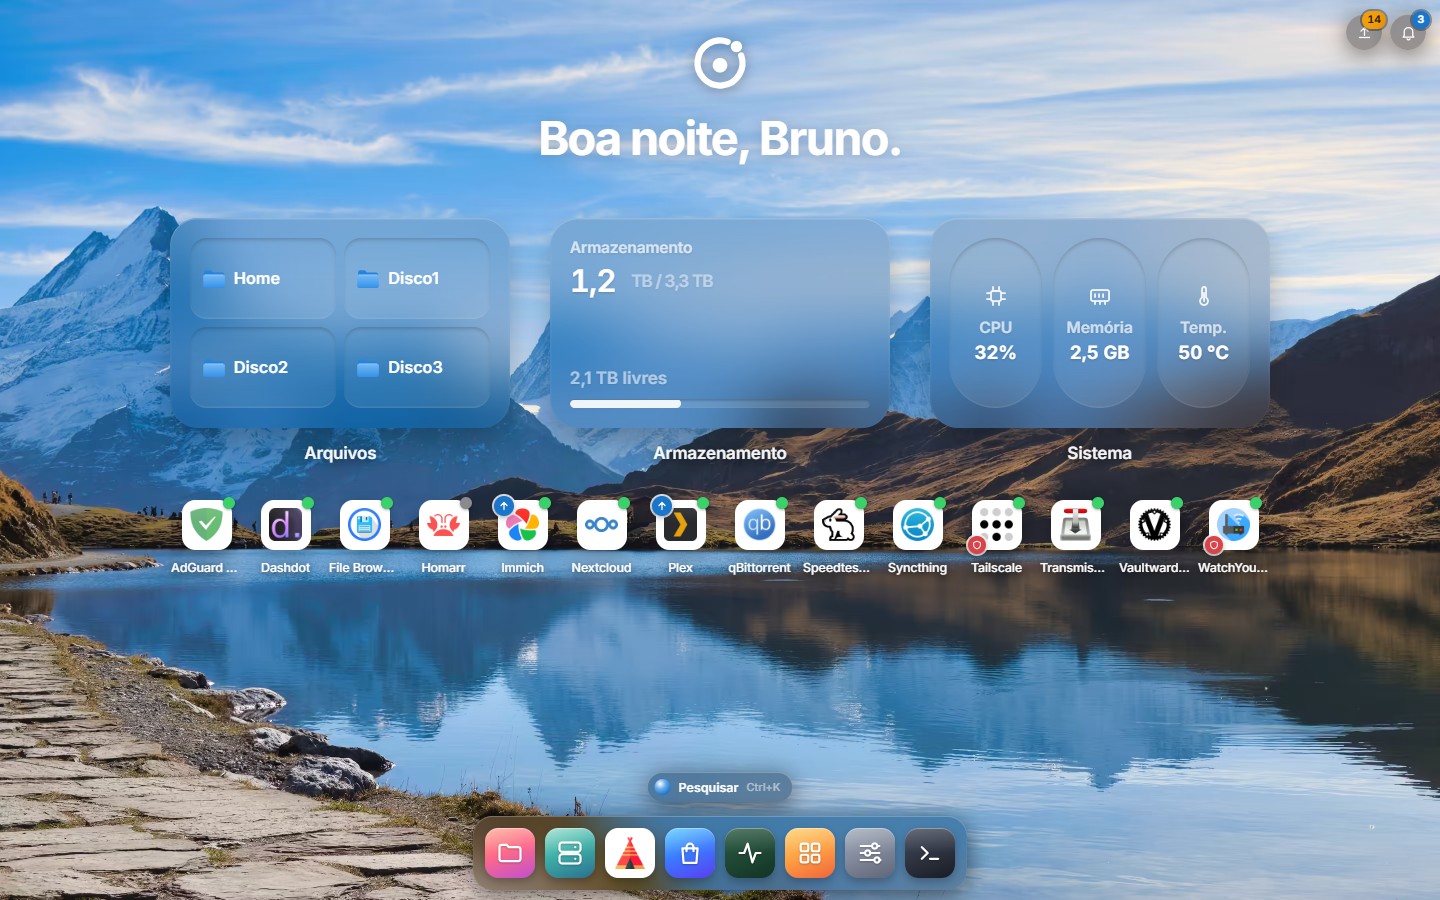 14
3
Boa noite, Bruno.
Home
Disco1
Disco2
Disco3
Arquivos
Armazenamento
1,2 TB / 3,3 TB
2,1 TB livres
Armazenamento
CPU
32%
Memória
2,5 GB
Temp.
50 °C
Sistema
AdGuard ...
d.
Dashdot
File Brow...
Homarr
Immich
Nextcloud
Plex
qb
qBittorrent
Speedtes...
Syncthing
Tailscale
Transmis...
V
Vaultward...
WatchYou...
Pesquisar Ctrl+K